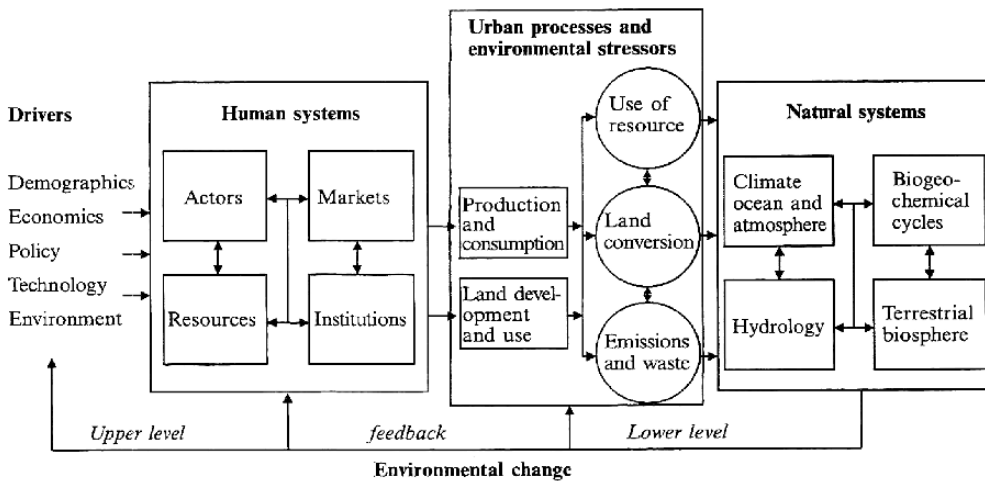 Drivers
Demographics
Economics
Policy
Technology
Environment
Human systems
Actors
Markets
Resources
Institutions
Urban processes and
environmental stressors
Production
and
consumption
Land devel-
opment
and use
Use of
resource
Land
conversion
Emissions
and waste
Natural systems
Climate
ocean and
atmosphere
Biogeo-
chemical
cycles
Hydrology
Terrestrial
biosphere
Upper level
feedback
Lower level
Environmental change